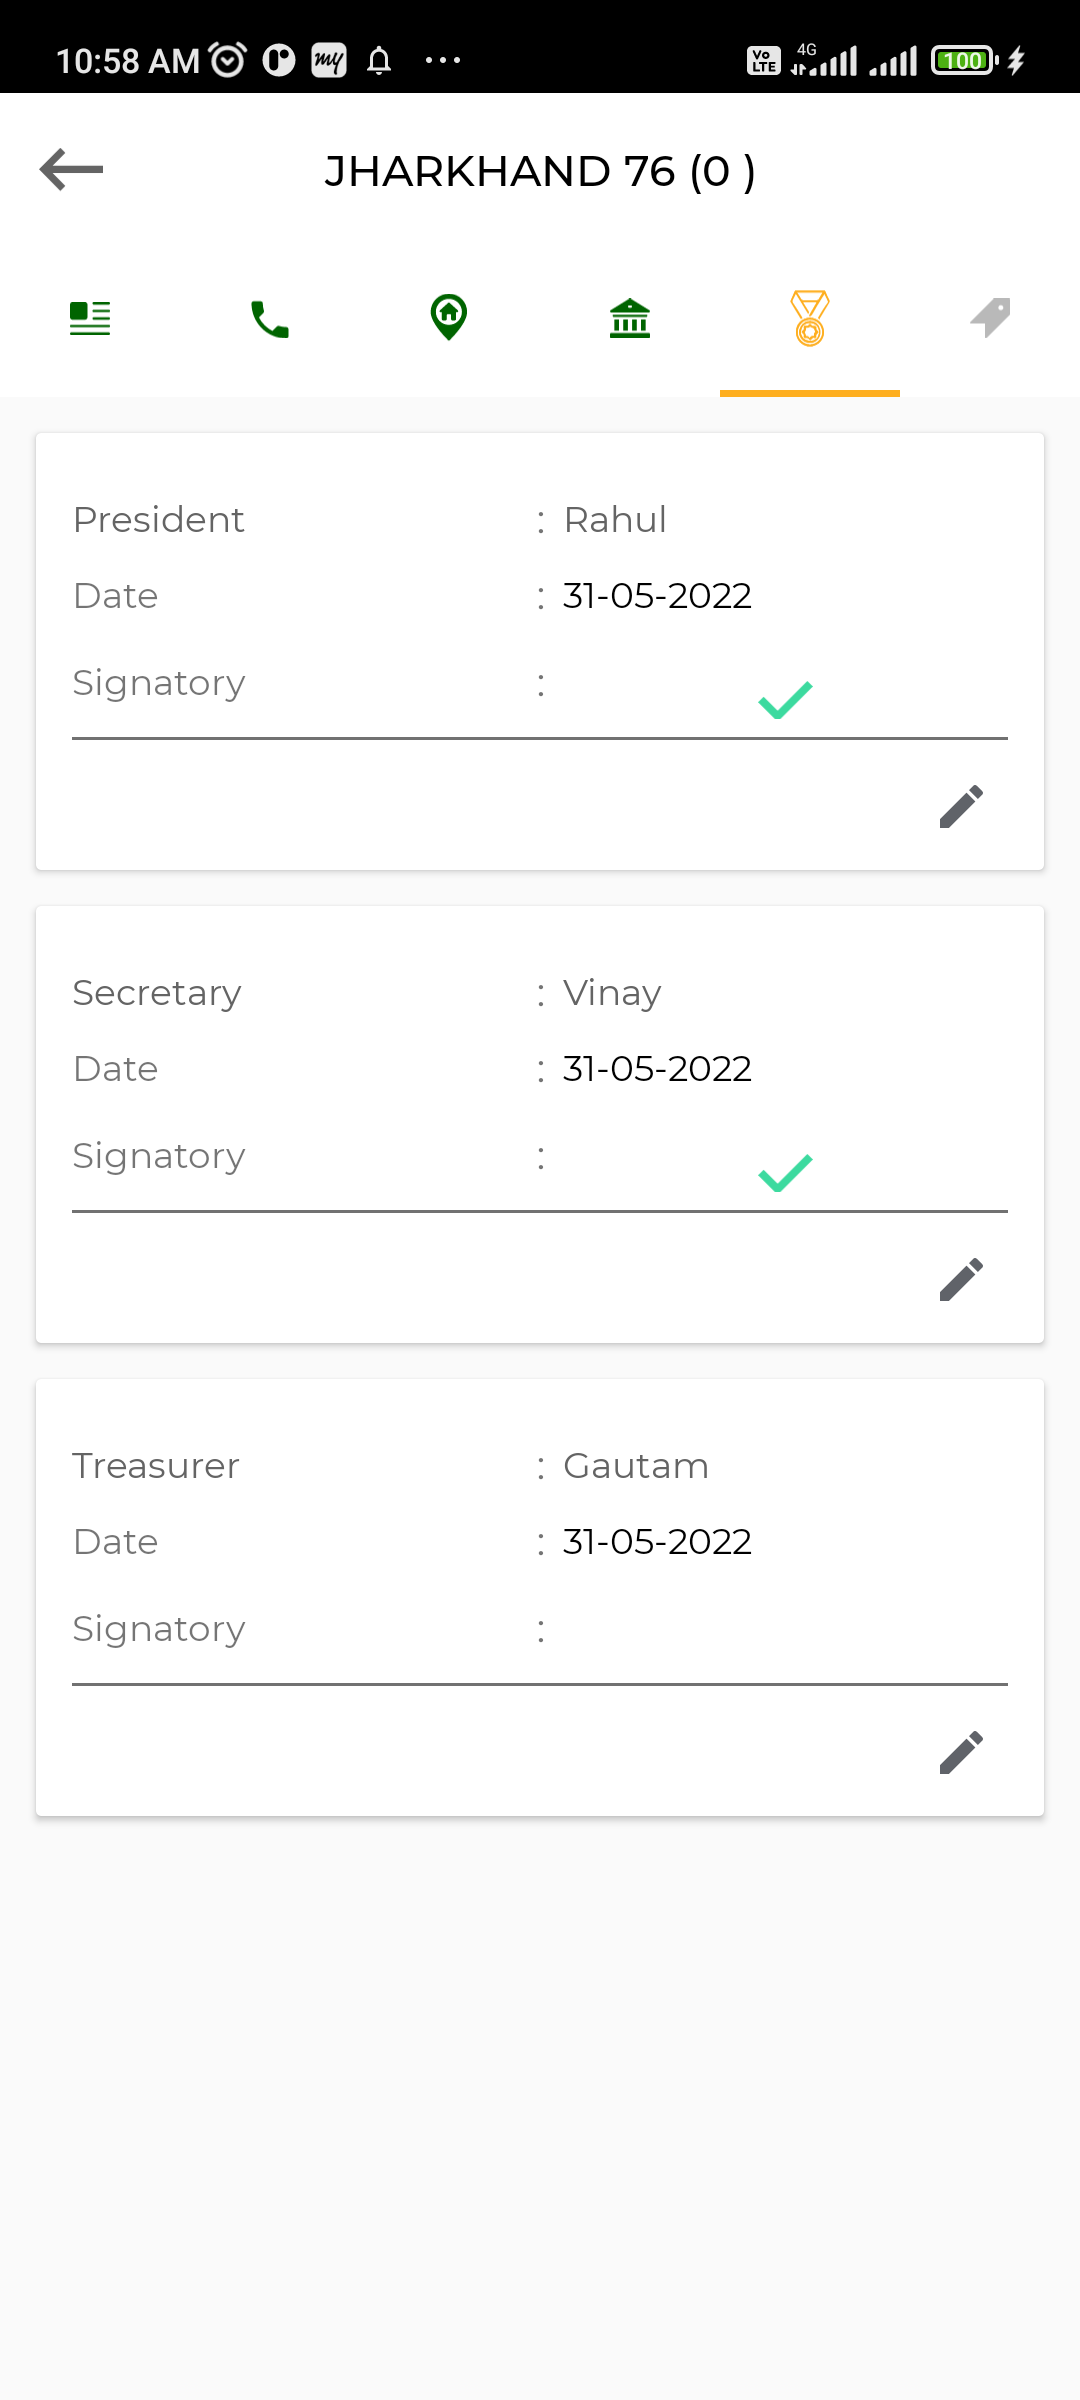 10:58 AM my ... Vo LTE 4G 100
JHARKHAND 76 (0 )
President : Rahul
Date : 31-05-2022
Signatory :
Secretary : Vinay
Date : 31-05-2022
Signatory :
Treasurer : Gautam
Date : 31-05-2022
Signatory :